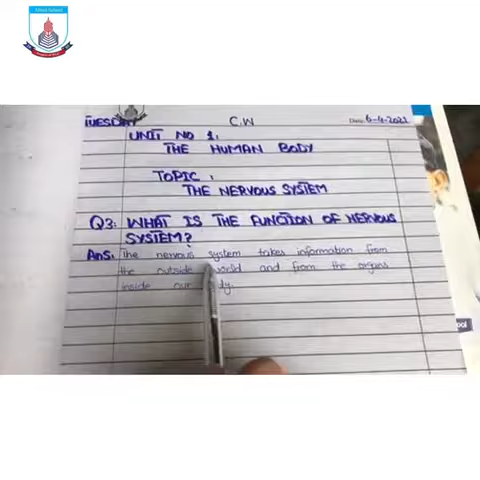 TUESDAY
C.W
Date: 6-4-2021
UNIT NO 1:
THE HUMAN BODY
TOPIC:
THE NERVOUS SYSTEM
Q3: WHAT IS THE FUNCTION OF NERVOUS
SYSTEM?
Ans: The nervous system takes information from
the outside world and from the organs
inside our